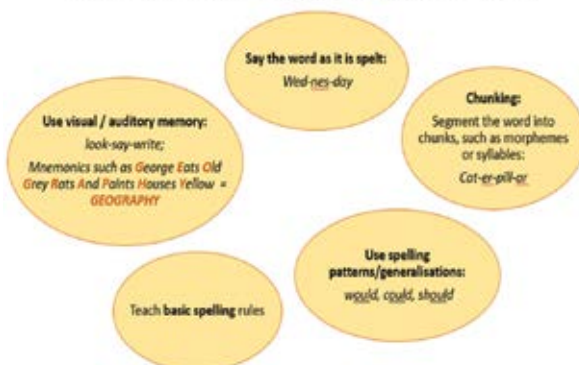 Say the word as it is spelt:
Wed-nes-day
Use visual / auditory memory:
look-say-write;
Mnemonics such as George Eats Old
Grey Rats And Paints Houses Yellow =
GEOGRAPHY
Chunking:
Segment the word into
chunks, such as morphemes
or syllables:
Cat-er-pill-ar
Use spelling
patterns/generalisations:
would, could, should
Teach basic spelling rules